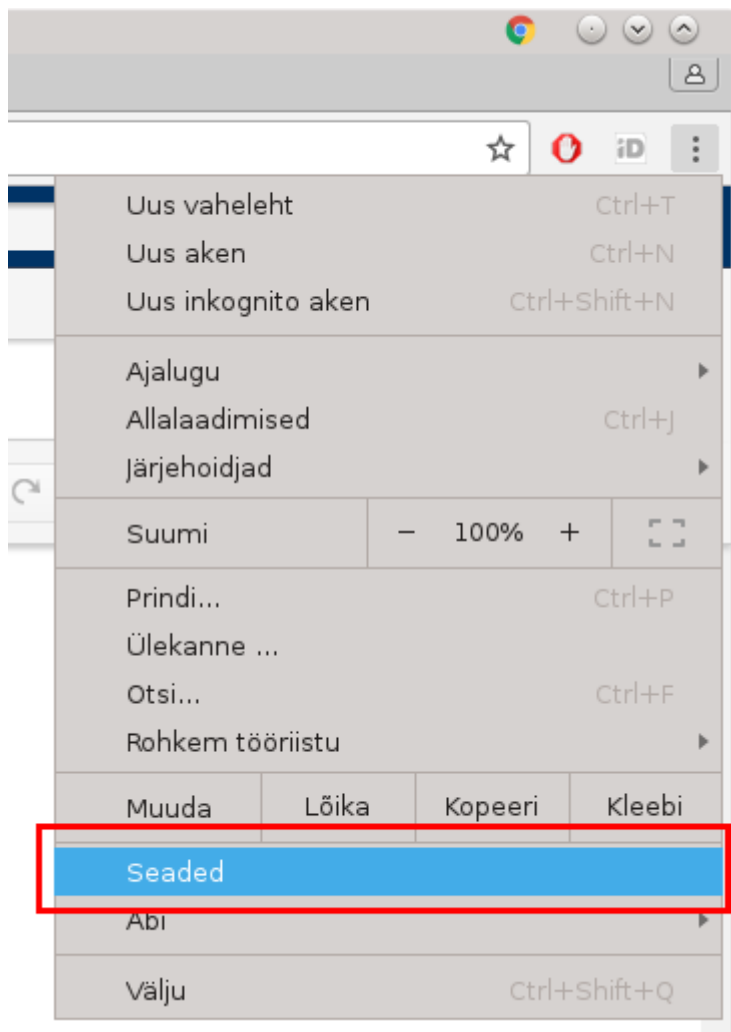 iD
Uus vaheleht Ctrl+T
Uus aken Ctrl+N
Uus inkognito aken Ctrl+Shift+N
Ajalugu
Allalaadimised Ctrl+J
Järjehoidjad
Suumi − 100% +
Prindi... Ctrl+P
Ülekanne ...
Otsi... Ctrl+F
Rohkem tööriistu
Muuda Lõika Kopeeri Kleebi
Seaded
Abi
Välju Ctrl+Shift+Q